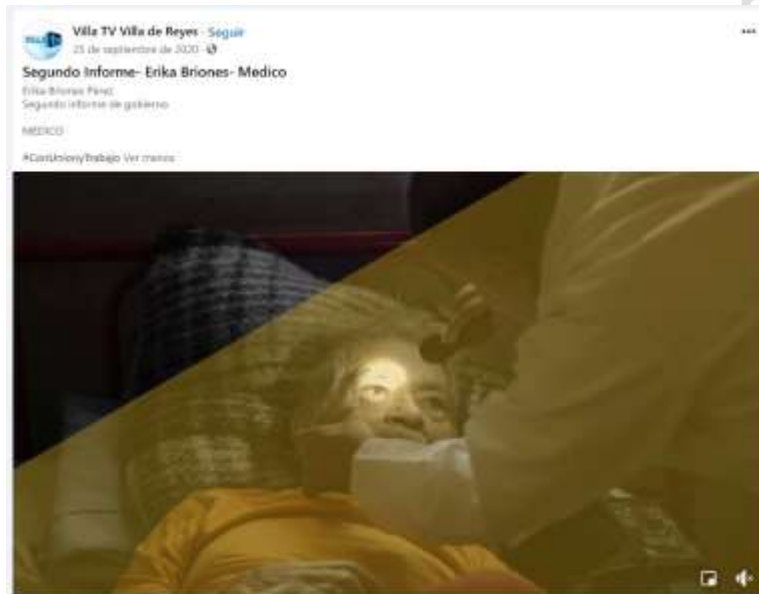 Villa TV Villa de Reyes · Seguir
25 de septiembre de 2020
Segundo Informe- Erika Briones- Medico
Erika Briones Perez
Segundo informe de gobierno
MEDICO
#ConUnionyTrabajo Ver menos